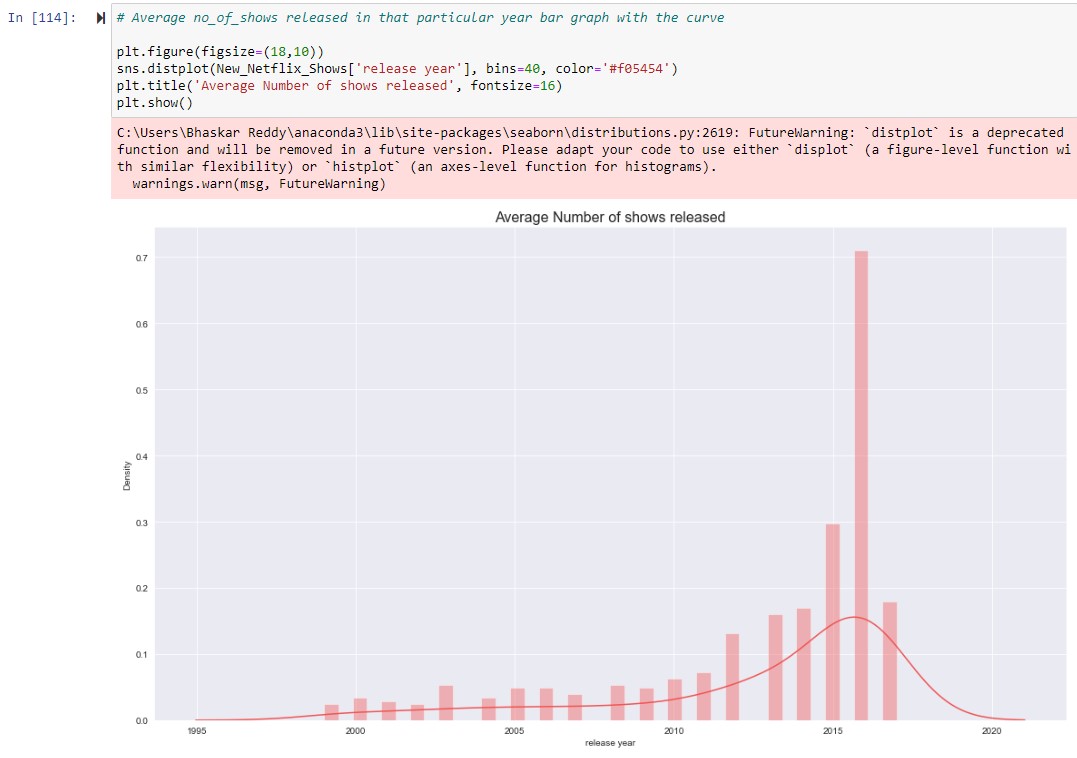 In [114]:
# Average no_of_shows released in that particular year bar graph with the curve
plt.figure(figsize=(18,10))
sns.distplot(New_Netflix_Shows['release year'], bins=40, color='#f05454')
plt.title('Average Number of shows released', fontsize=16)
plt.show()
C:\Users\Bhaskar Reddy\anaconda3\lib\site-packages\seaborn\distributions.py:2619: FutureWarning: `distplot` is a deprecated
function and will be removed in a future version. Please adapt your code to use either `displot` (a figure-level function wi
th similar flexibility) or `histplot` (an axes-level function for histograms).
warnings.warn(msg, FutureWarning)
Average Number of shows released
0.7
0.6
0.5
0.4
0.3
0.2
0.1
0.0
Density
1995 2000 2005 2010 2015 2020
release year